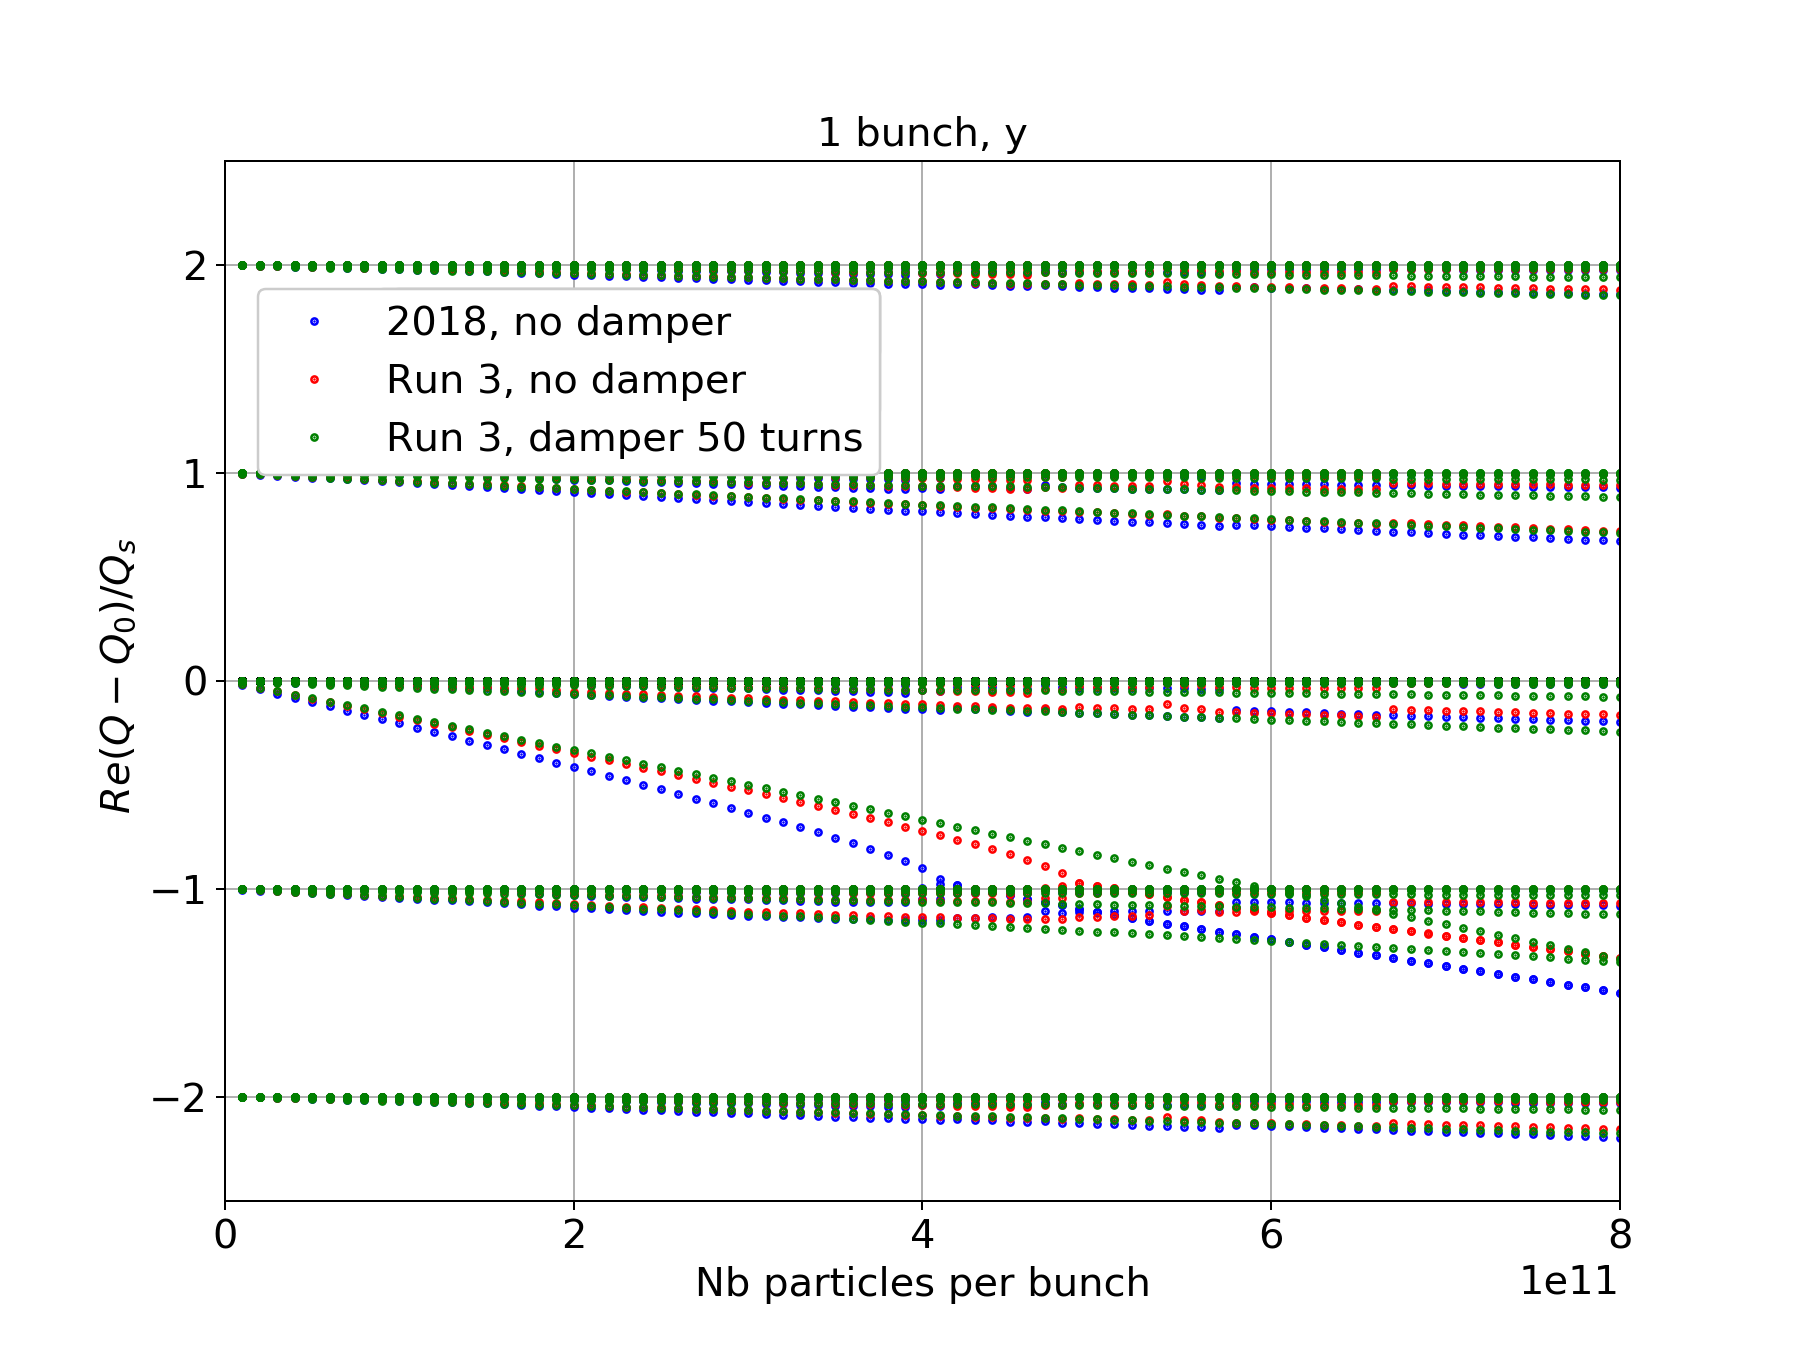 1 bunch, y
2018, no damper
Run 3, no damper
Run 3, damper 50 turns
Re(Q − Q₀)/Qₛ
2
1
0
−1
−2
0 2 4 6 8
Nb particles per bunch
1e11